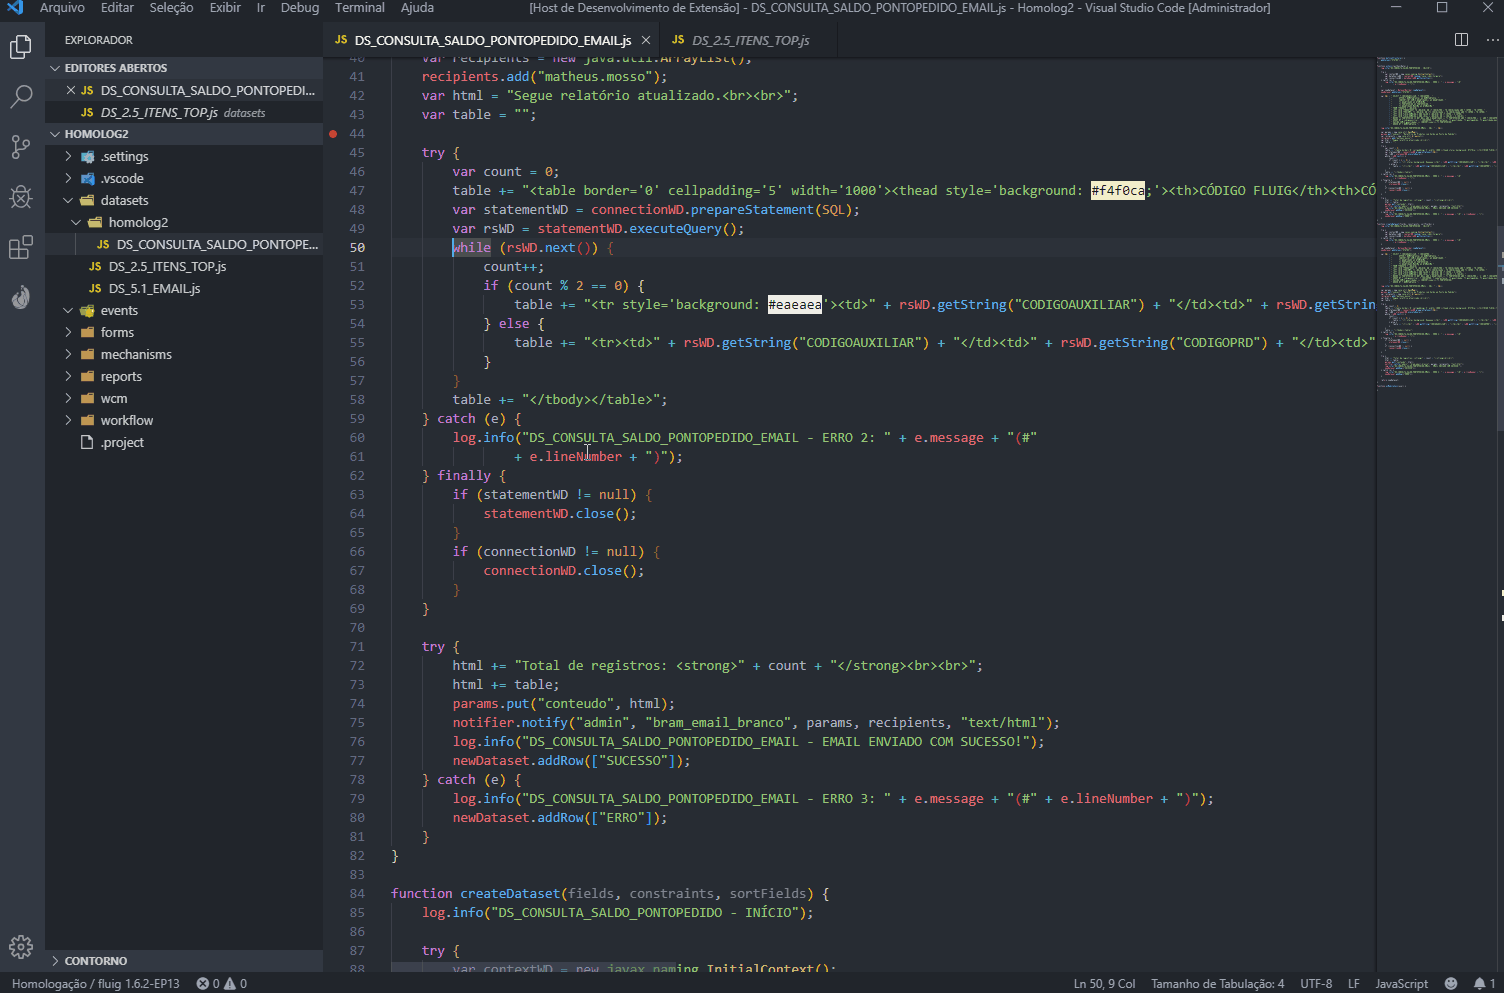 Arquivo Editar Seleção Exibir Ir Debug Terminal Ajuda [Host de Desenvolvimento de Extensão] - DS_CONSULTA_SALDO_PONTOPEDIDO_EMAIL.js - Homolog2 - Visual Studio Code [Administrador]
EXPLORADOR
EDITORES ABERTOS
JS DS_CONSULTA_SALDO_PONTOPEDI...
JS DS_2.5_ITENS_TOP.js datasets
HOMOLOG2
.settings
.vscode
datasets
homolog2
JS DS_CONSULTA_SALDO_PONTOPE...
JS DS_2.5_ITENS_TOP.js
JS DS_5.1_EMAIL.js
events
forms
mechanisms
reports
wcm
workflow
.project
CONTORNO
JS DS_CONSULTA_SALDO_PONTOPEDIDO_EMAIL.js JS DS_2.5_ITENS_TOP.js
40 var recipients = new java.util.ArrayList();
41 recipients.add("matheus.mosso");
42 var html = "Segue relatório atualizado.<br><br>";
43 var table = "";
44
45 try {
46 var count = 0;
47 table += "<table border='0' cellpadding='5' width='1000'><thead style='background: #f4f0ca;'><th>CÓDIGO FLUIG</th><th>CÓ
48 var statementWD = connectionWD.prepareStatement(SQL);
49 var rsWD = statementWD.executeQuery();
50 while (rsWD.next()) {
51 count++;
52 if (count % 2 == 0) {
53 table += "<tr style='background: #eaeaea'><td>" + rsWD.getString("CODIGOAUXILIAR") + "</td><td>" + rsWD.getStrin
54 } else {
55 table += "<tr><td>" + rsWD.getString("CODIGOAUXILIAR") + "</td><td>" + rsWD.getString("CODIGOPRD") + "</td><td>"
56 }
57 }
58 table += "</tbody></table>";
59 } catch (e) {
60 log.info("DS_CONSULTA_SALDO_PONTOPEDIDO_EMAIL - ERRO 2: " + e.message + "(#"
61 + e.lineNumber + ")");
62 } finally {
63 if (statementWD != null) {
64 statementWD.close();
65 }
66 if (connectionWD != null) {
67 connectionWD.close();
68 }
69 }
70
71 try {
72 html += "Total de registros: <strong>" + count + "</strong><br><br>";
73 html += table;
74 params.put("conteudo", html);
75 notifier.notify("admin", "bram_email_branco", params, recipients, "text/html");
76 log.info("DS_CONSULTA_SALDO_PONTOPEDIDO_EMAIL - EMAIL ENVIADO COM SUCESSO!");
77 newDataset.addRow(["SUCESSO"]);
78 } catch (e) {
79 log.info("DS_CONSULTA_SALDO_PONTOPEDIDO_EMAIL - ERRO 3: " + e.message + "(#" + e.lineNumber + ")");
80 newDataset.addRow(["ERRO"]);
81 }
82 }
83
84 function createDataset(fields, constraints, sortFields) {
85 log.info("DS_CONSULTA_SALDO_PONTOPEDIDO - INÍCIO");
86
87 try {
88 var contextWD = new javax.naming.InitialContext();
Homologação / fluig 1.6.2-EP13 0 0 Ln 50, 9 Col Tamanho de Tabulação: 4 UTF-8 LF JavaScript 1